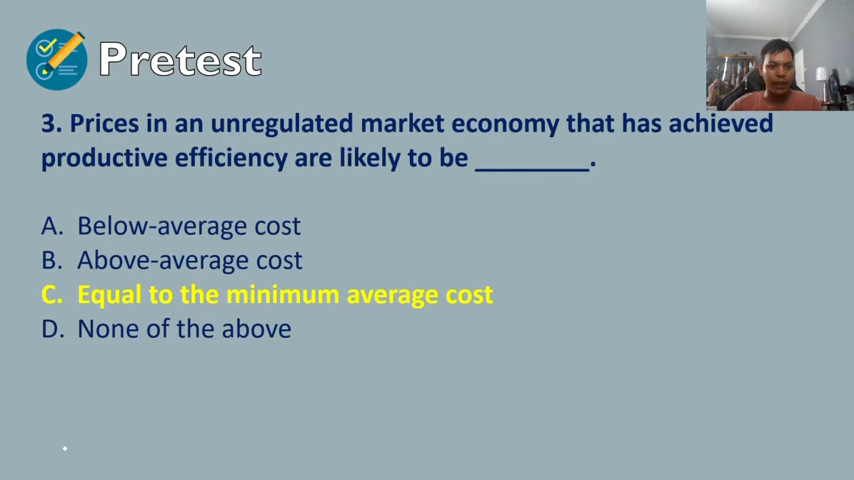 Pretest
3. Prices in an unregulated market economy that has achieved
productive efficiency are likely to be _________.
A. Below-average cost
B. Above-average cost
C. Equal to the minimum average cost
D. None of the above